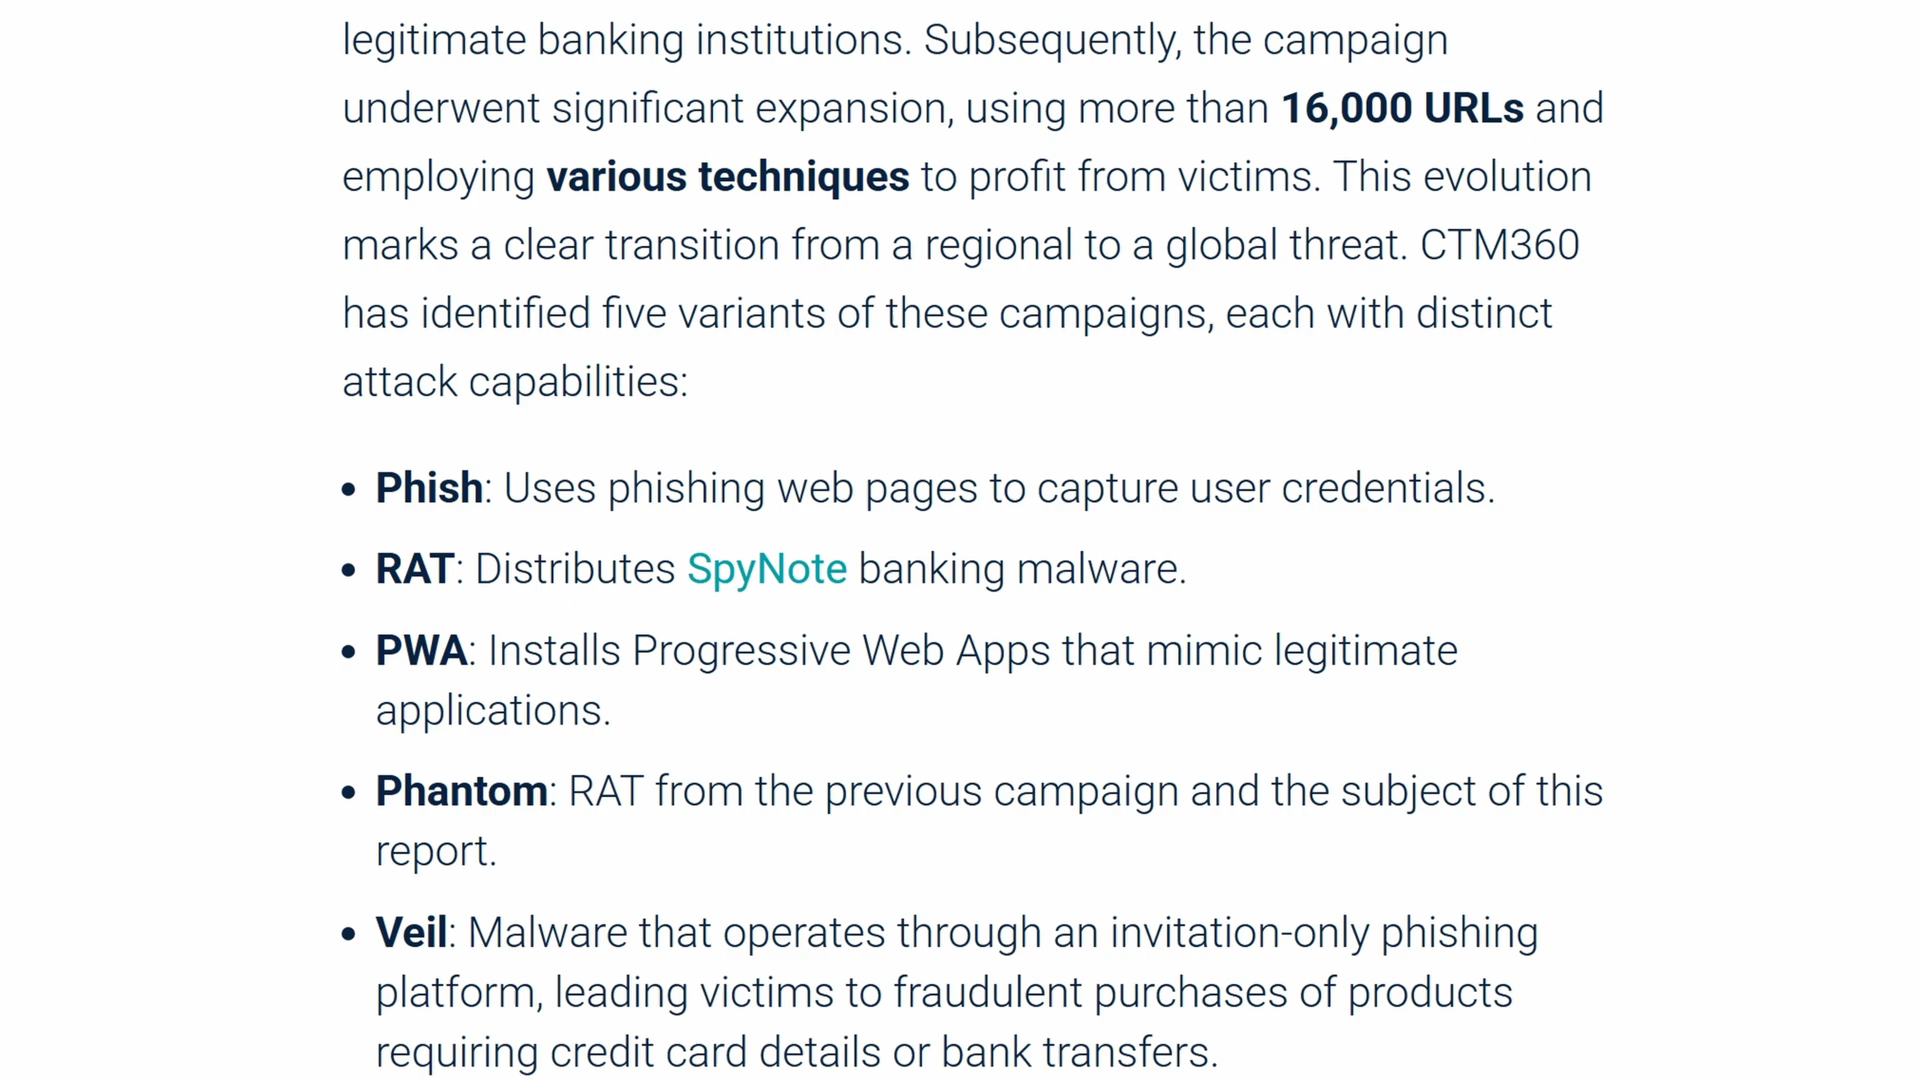 legitimate banking institutions. Subsequently, the campaign
underwent significant expansion, using more than 16,000 URLs and
employing various techniques to profit from victims. This evolution
marks a clear transition from a regional to a global threat. CTM360
has identified five variants of these campaigns, each with distinct
attack capabilities:
• Phish: Uses phishing web pages to capture user credentials.
• RAT: Distributes SpyNote banking malware.
• PWA: Installs Progressive Web Apps that mimic legitimate
applications.
• Phantom: RAT from the previous campaign and the subject of this
report.
• Veil: Malware that operates through an invitation-only phishing
platform, leading victims to fraudulent purchases of products
requiring credit card details or bank transfers.